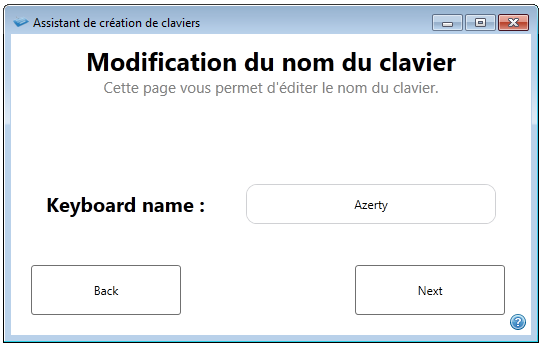 Assistant de création de claviers
Modification du nom du clavier
Cette page vous permet d'éditer le nom du clavier.
Keyboard name :
Azerty
Back
Next
?